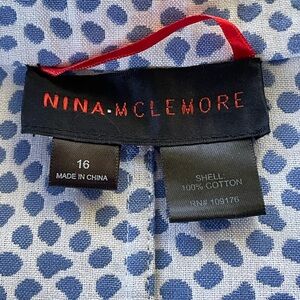 NINA·MCLEMORE
16
MADE IN CHINA
SHELL:
100% COTTON
RN# 109176